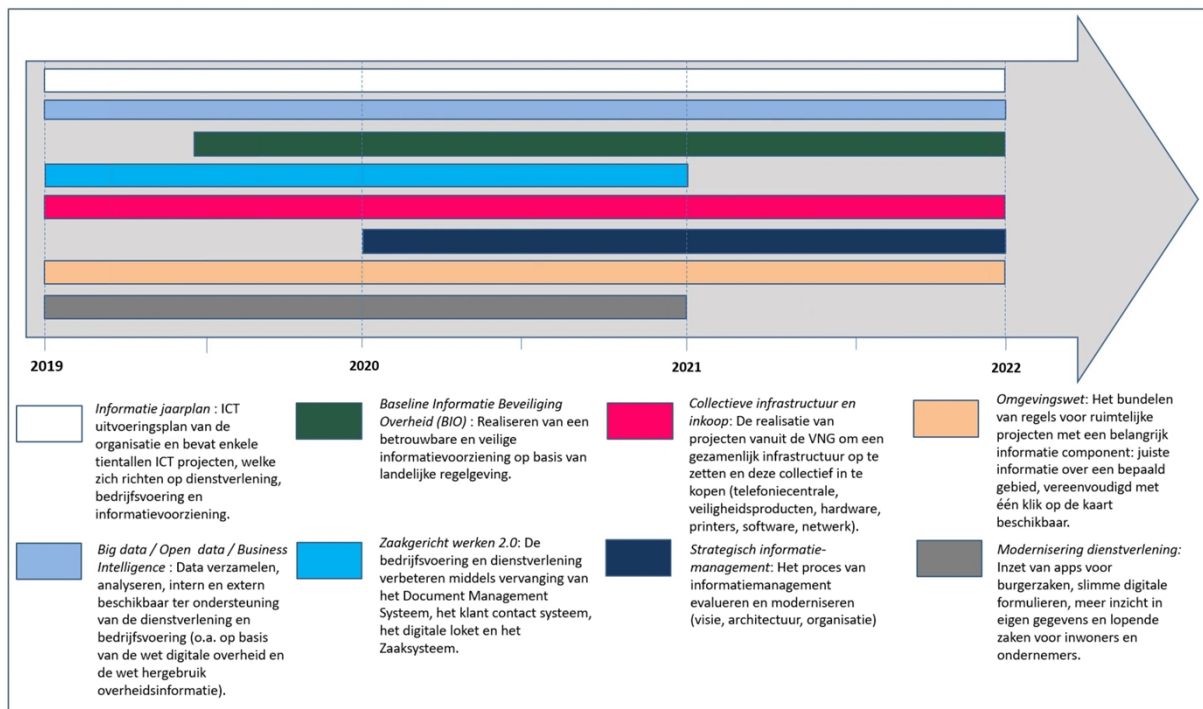 2019
2020
2021
2022
Informatie jaarplan : ICT
uitvoeringsplan van de
organisatie en bevat enkele
tientallen ICT projecten, welke
zich richten op dienstverlening,
bedrijfsvoering en
informatievoorziening.
Baseline Informatie Beveiliging
Overheid (BIO) : Realiseren van een
betrouwbare en veilige
informatievoorziening op basis van
landelijke regelgeving.
Collectieve infrastructuur en
inkoop: De realisatie van
projecten vanuit de VNG om een
gezamenlijk infrastructuur op te
zetten en deze collectief in te
kopen (telefoniecentrale,
veiligheidsproducten, hardware,
printers, software, netwerk).
Omgevingswet: Het bundelen
van regels voor ruimtelijke
projecten met een belangrijk
informatie component: juiste
informatie over een bepaald
gebied, vereenvoudigd met
één klik op de kaart
beschikbaar.
Big data / Open data / Business
Intelligence : Data verzamelen,
analyseren, intern en extern
beschikbaar ter ondersteuning
van de dienstverlening en
bedrijfsvoering (o.a. op basis
van de wet digitale overheid en
de wet hergebruik
overheidsinformatie).
Zaakgericht werken 2.0: De
bedrijfsvoering en dienstverlening
verbeteren middels vervanging van
het Document Management
Systeem, het klant contact systeem,
het digitale loket en het
Zaaksysteem.
Strategisch informatie-
management: Het proces van
informatiemanagement
evalueren en moderniseren
(visie, architectuur, organisatie)
Modernisering dienstverlening:
Inzet van apps voor
burgerzaken, slimme digitale
formulieren, meer inzicht in
eigen gegevens en lopende
zaken voor inwoners en
ondernemers.